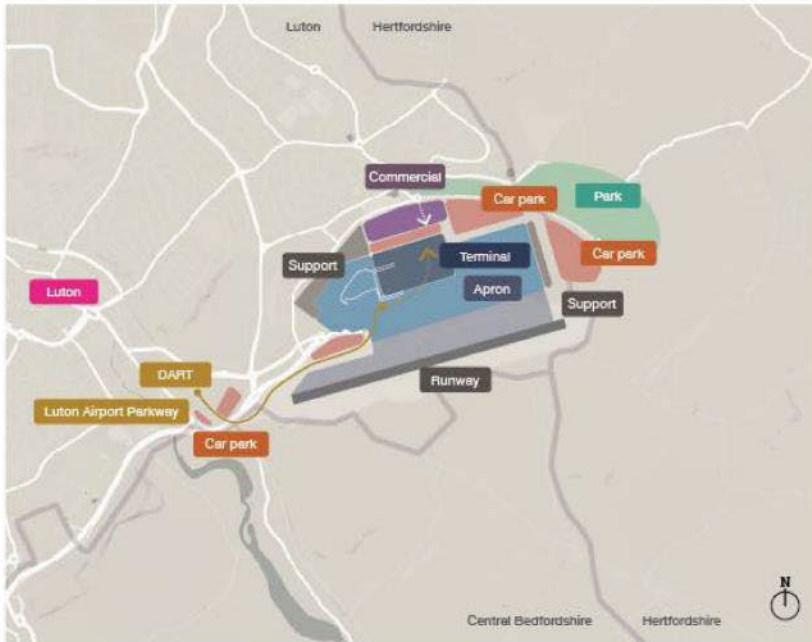 Luton
Hertfordshire
Commercial
Car park
Park
Car park
Terminal
Support
Apron
Luton
Support
DART
Runway
Luton Airport Parkway
Car park
N
Central Bedfordshire
Hertfordshire